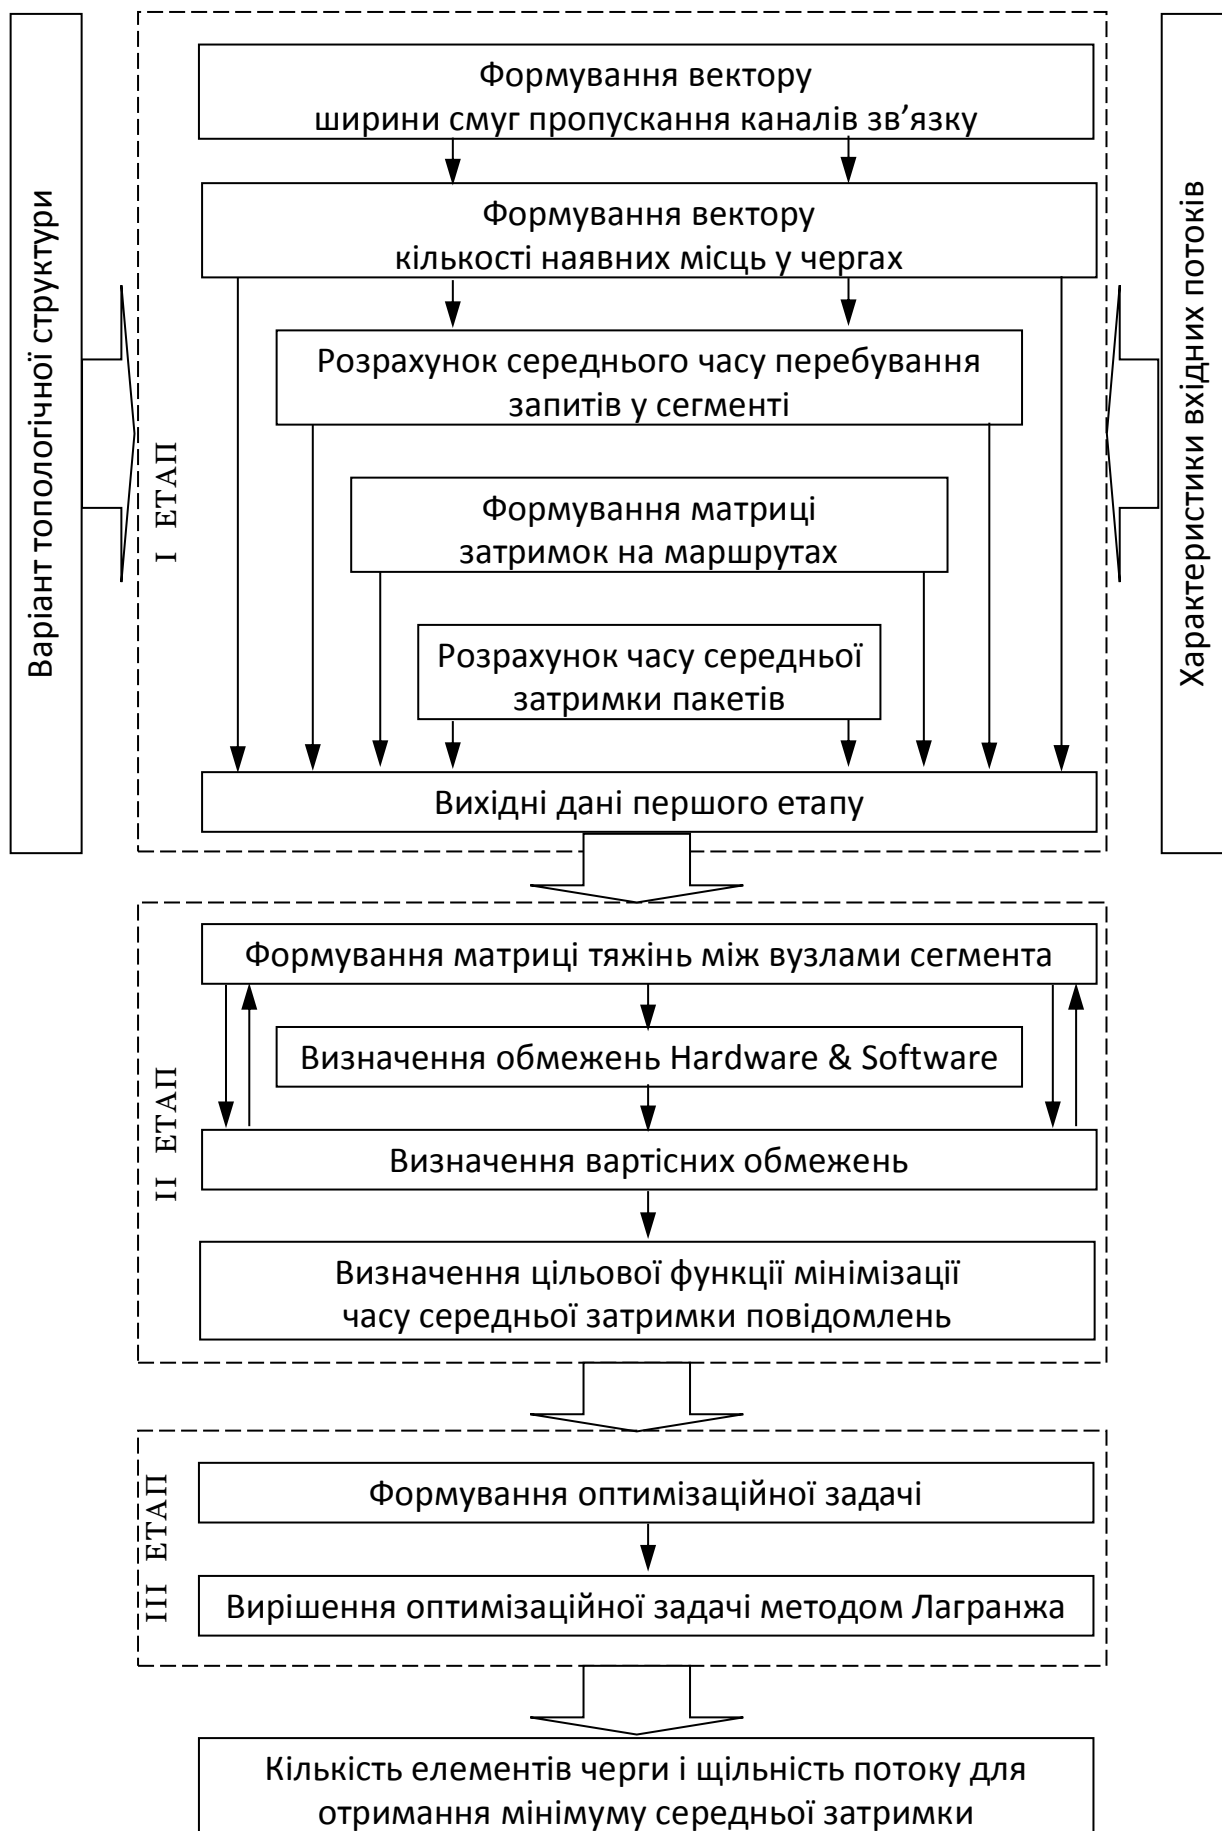 Варіант топологічної структури
І ЕТАП
Формування вектору
ширини смуг пропускання каналів зв’язку
Формування вектору
кількості наявних місць у чергах
Розрахунок середнього часу перебування
запитів у сегменті
Формування матриці
затримок на маршрутах
Розрахунок часу середньої
затримки пакетів
Вихідні дані першого етапу
Характеристики вхідних потоків
ІІ ЕТАП
Формування матриці тяжінь між вузлами сегмента
Визначення обмежень Hardware & Software
Визначення вартісних обмежень
Визначення цільової функції мінімізації
часу середньої затримки повідомлень
ІІІ ЕТАП
Формування оптимізаційної задачі
Вирішення оптимізаційної задачі методом Лагранжа
Кількість елементів черги і щільність потоку для
отримання мінімуму середньої затримки